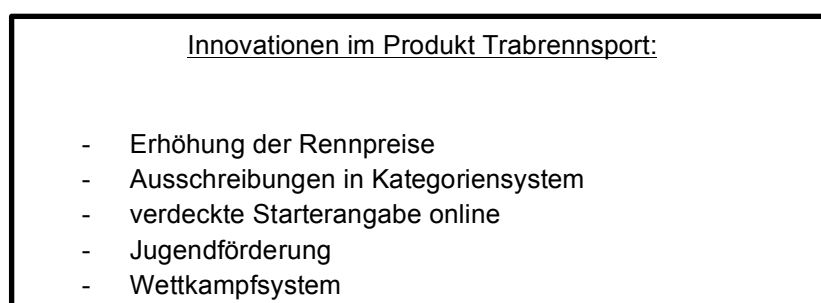 Innovationen im Produkt Trabrennsport:
- Erhöhung der Rennpreise
- Ausschreibungen in Kategoriensystem
- verdeckte Starterangabe online
- Jugendförderung
- Wettkampfsystem